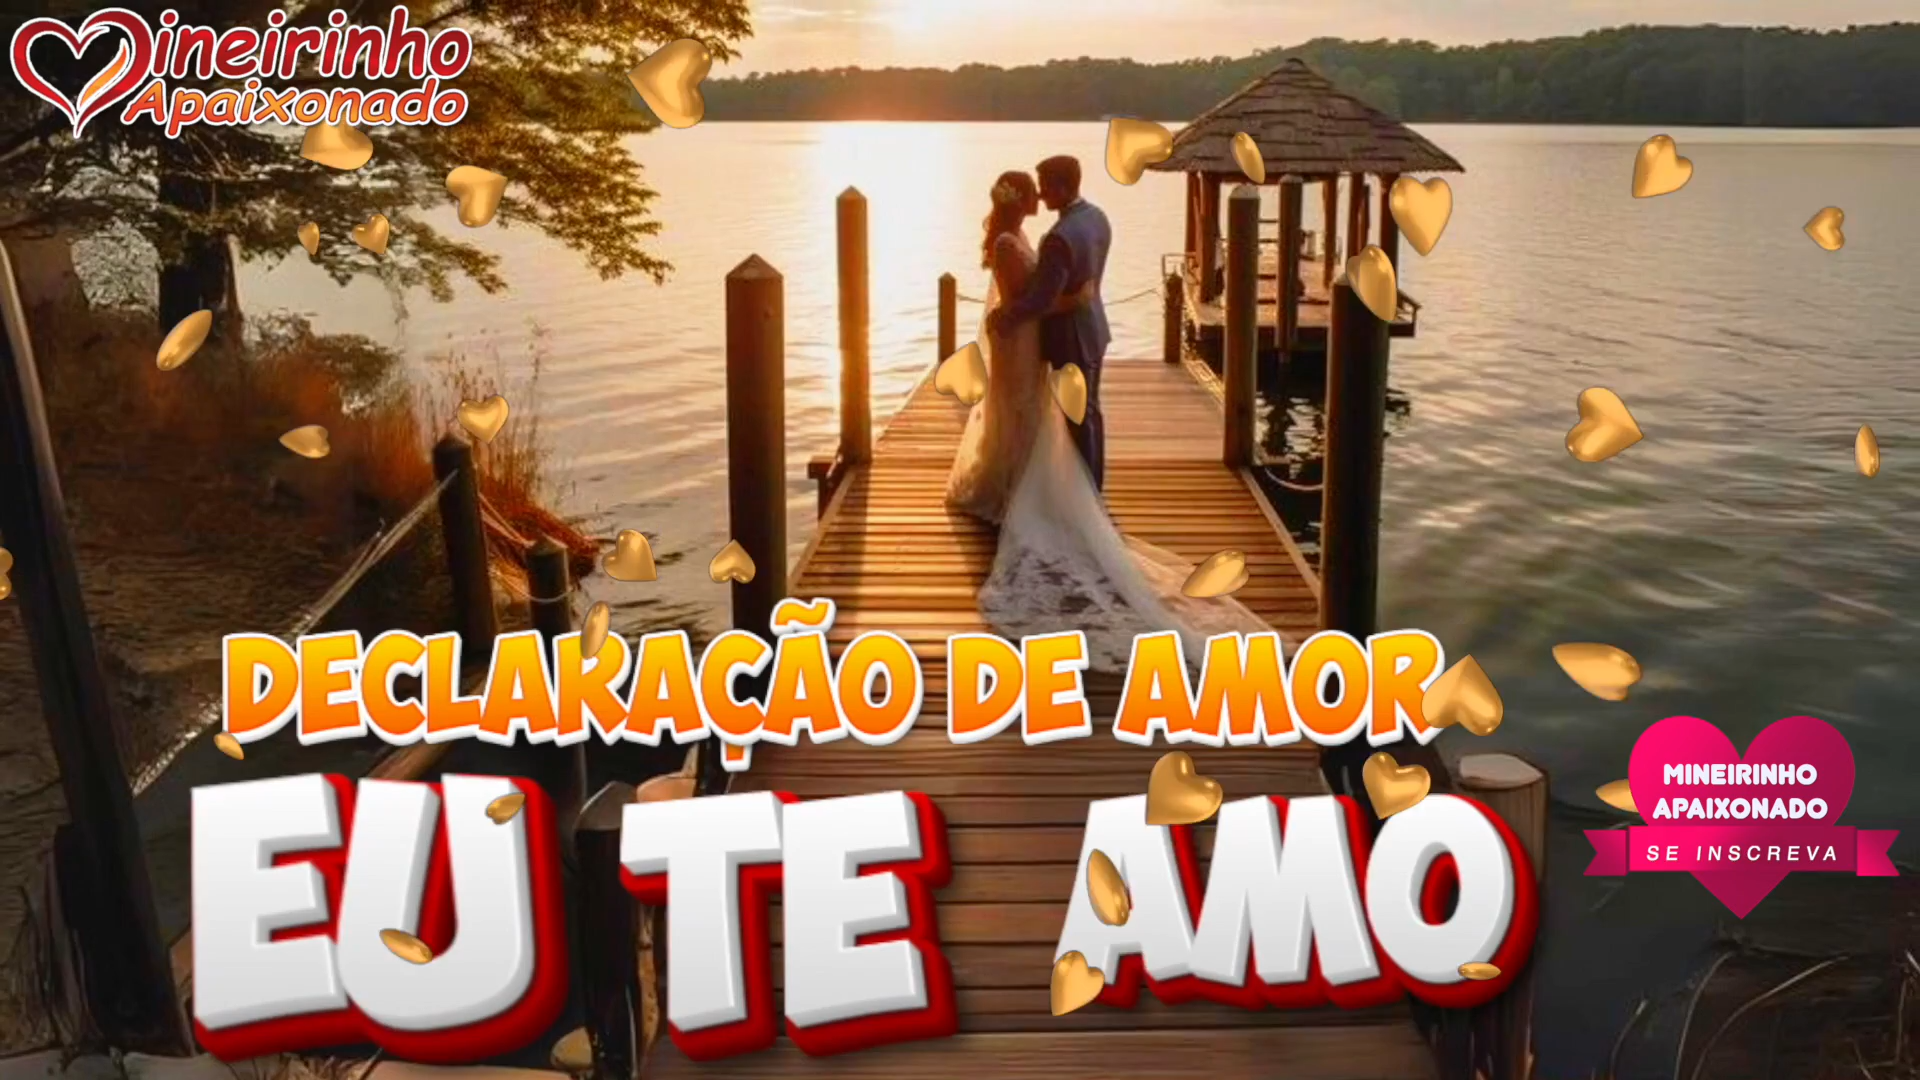 Mineirinho
Apaixonado
DECLARAÇÃO DE AMOR
EU TE AMO
MINEIRINHO
APAIXONADO
SE INSCREVA